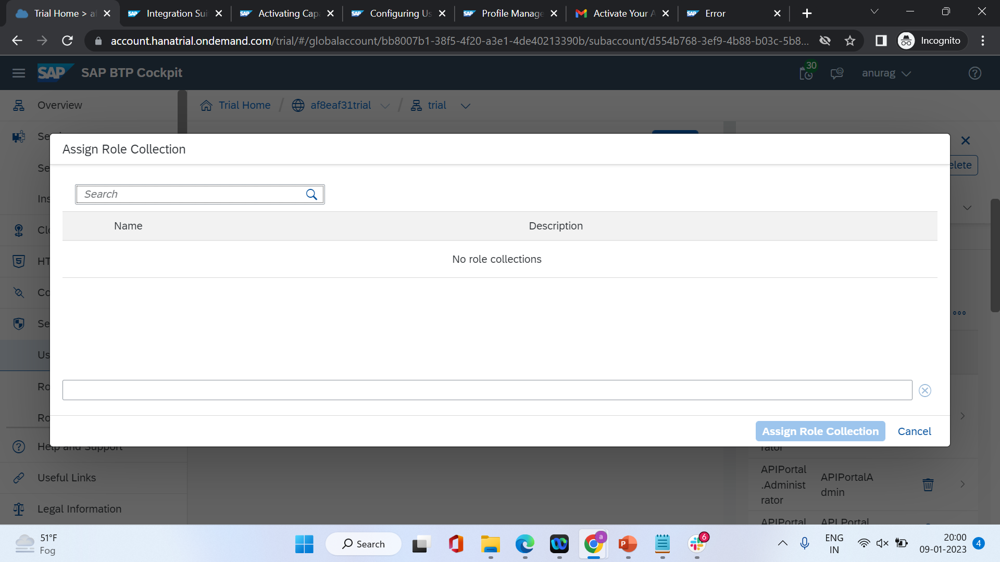 Trial Home > a
Integration Sui
Activating Cap
Configuring Us
Profile Manage
Activate Your A
Error
account.hanatrial.ondemand.com/trial/#/globalaccount/bb8007b1-38f5-4f20-a3e1-4de40213390b/subaccount/d554b768-3ef9-4b88-b03c-5b8...
Incognito
SAP
SAP BTP Cockpit
30
anurag
Overview
Trial Home / af8eaf31trial / trial
Se
Assign Role Collection
elete
Se
Search
Ins
Name
Description
Clo
No role collections
HT
Co
Se
Us
Ro
Ro
Assign Role Collection
Cancel
Help and Support
rator
APIPortal
.Administ
rator
APIPortalA
dmin
Useful Links
Legal Information
APIPortal
API.Portal
51°F
Fog
Search
6
ENG
IN
20:00
09-01-2023
4